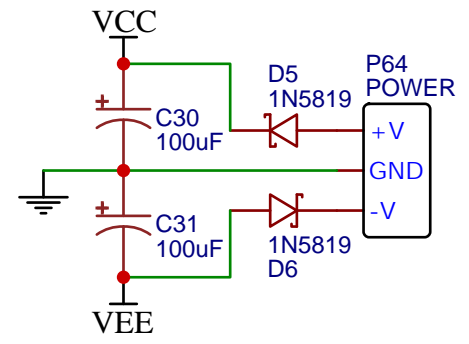 VCC
P64
POWER
D5
1N5819
+
C30
100uF
+V
GND
-V
+
C31
100uF
1N5819
D6
VEE